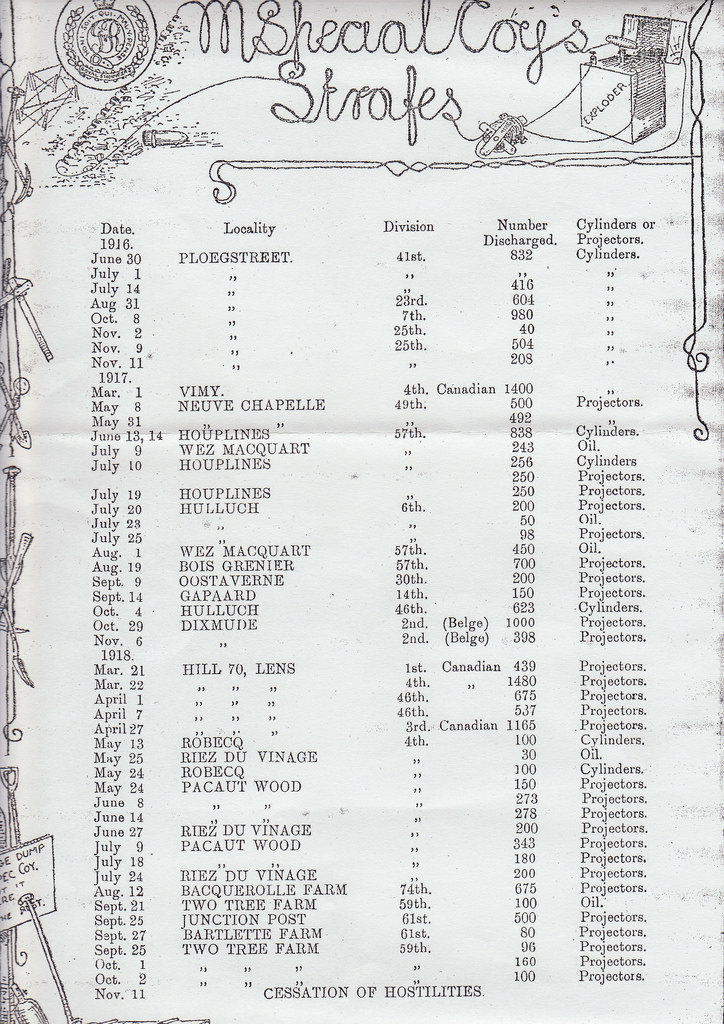 HONI SOIT QUI MAL Y PENSE
M Special Coy's
Strafes
EXPLODER
Date. Locality Division Number Cylinders or
1916. Discharged. Projectors.
June 30 PLOEGSTREET. 41st. 832 Cylinders.
July 1 „ „ „ „
July 14 „ „ 416 „
Aug 31 „ 23rd. 604 „
Oct. 8 „ 7th. 980 „
Nov. 2 „ 25th. 40 „
Nov. 9 „ 25th. 504 „
Nov. 11 „ „ 208 „
1917.
Mar. 1 VIMY. 4th. Canadian 1400 „
May 8 NEUVE CHAPELLE 49th. 500 Projectors.
May 31 „ „ „ 492 „
June 13, 14 HOUPLINES 57th. 838 Cylinders.
July 9 WEZ MACQUART „ 243 Oil.
July 10 HOUPLINES „ 256 Cylinders
250 Projectors.
July 19 HOUPLINES „ 250 Projectors.
July 20 HULLUCH 6th. 200 Projectors.
July 23 „ „ 50 Oil.
July 25 „ „ 98 Projectors.
Aug. 1 WEZ MACQUART 57th. 450 Oil.
Aug. 19 BOIS GRENIER 57th. 700 Projectors.
Sept. 9 OOSTAVERNE 30th. 200 Projectors.
Sept. 14 GAPAARD 14th. 150 Projectors.
Oct. 4 HULLUCH 46th. 623 Cylinders.
Oct. 29 DIXMUDE 2nd. (Belge) 1000 Projectors.
Nov. 6 „ 2nd. (Belge) 398 Projectors.
1918.
Mar. 21 HILL 70, LENS 1st. Canadian 439 Projectors.
Mar. 22 „ „ „ 4th. „ 1480 Projectors.
April 1 „ „ „ 46th. 675 Projectors.
April 7 „ „ „ 46th. 537 Projectors.
April 27 „ „ „ 3rd. Canadian 1165 Projectors.
May 13 ROBECQ 4th. 100 Cylinders.
May 25 RIEZ DU VINAGE „ 30 Oil.
May 24 ROBECQ „ 100 Cylinders.
May 24 PACAUT WOOD „ 150 Projectors.
June 8 „ „ „ 273 Projectors.
June 14 „ „ „ 278 Projectors.
June 27 RIEZ DU VINAGE „ 200 Projectors.
July 9 PACAUT WOOD „ 343 Projectors.
July 18 „ „ „ 180 Projectors.
July 24 RIEZ DU VINAGE „ 200 Projectors.
Aug. 12 BACQUEROLLE FARM 74th. 675 Projectors.
Sept. 21 TWO TREE FARM 59th. 100 Oil.
Sept. 25 JUNCTION POST 61st. 500 Projectors.
Sept. 27 BARTLETTE FARM 61st. 80 Projectors.
Sept. 25 TWO TREE FARM 59th. 96 Projectors.
Oct. 1 „ „ „ „ 160 Projectors.
Oct. 2 „ „ „ „ 100 Projectors.
Nov. 11 CESSATION OF HOSTILITIES.
DUMP
COY.
IT